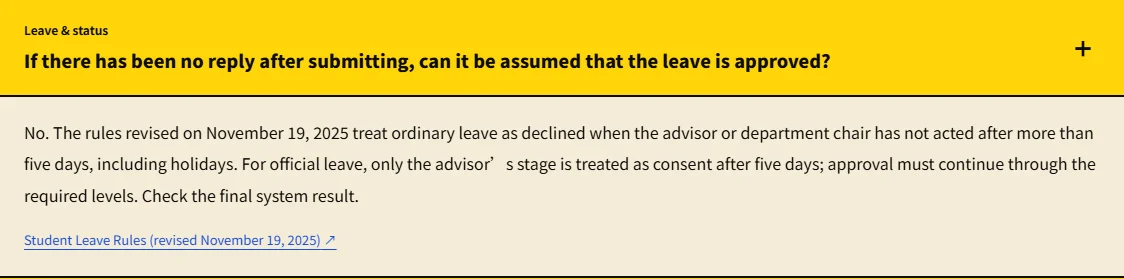 Leave & status
If there has been no reply after submitting, can it be assumed that the leave is approved?
+
No. The rules revised on November 19, 2025 treat ordinary leave as declined when the advisor or department chair has not acted after more than
five days, including holidays. For official leave, only the advisor’s stage is treated as consent after five days; approval must continue through the
required levels. Check the final system result.
Student Leave Rules (revised November 19, 2025) ↗